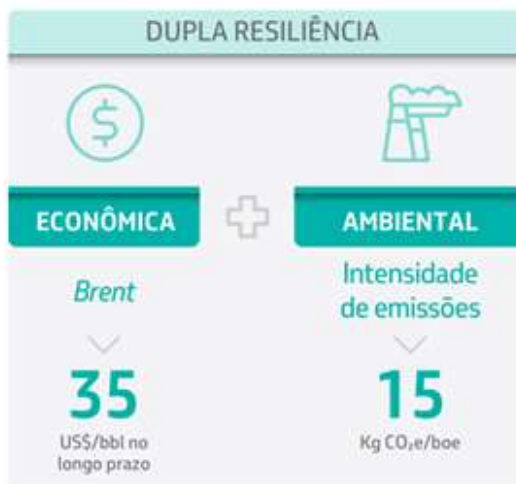 DUPLA RESILIÊNCIA
$
ECONÔMICA
AMBIENTAL
Brent
Intensidade
de emissões
35
15
US$/bbl no
longo prazo
Kg CO₂e/boe